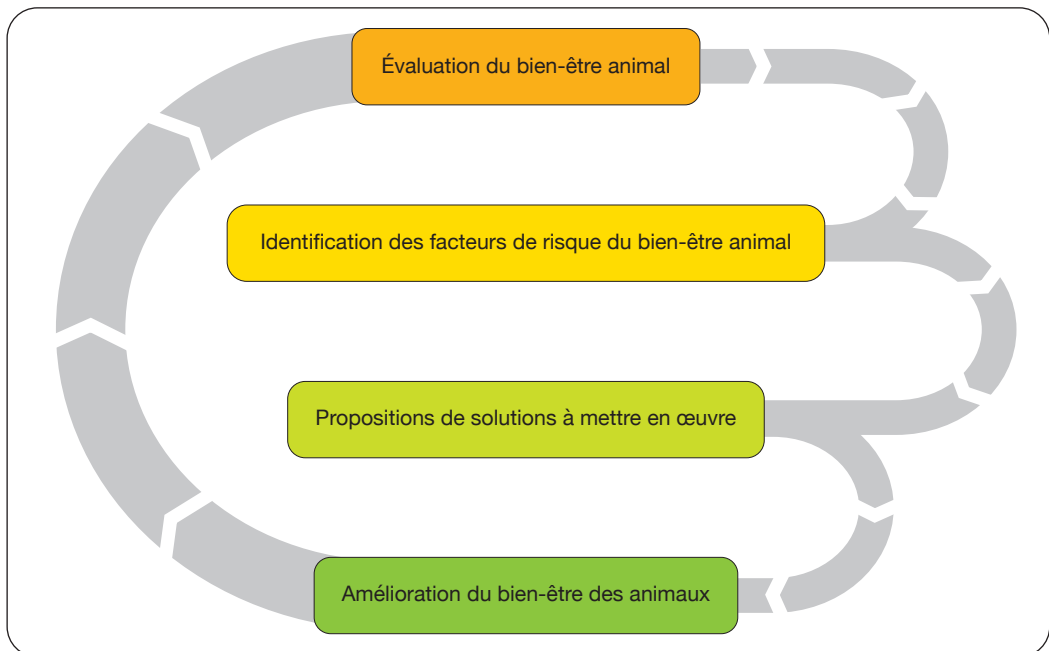 Évaluation du bien-être animal
Identification des facteurs de risque du bien-être animal
Propositions de solutions à mettre en œuvre
Amélioration du bien-être des animaux